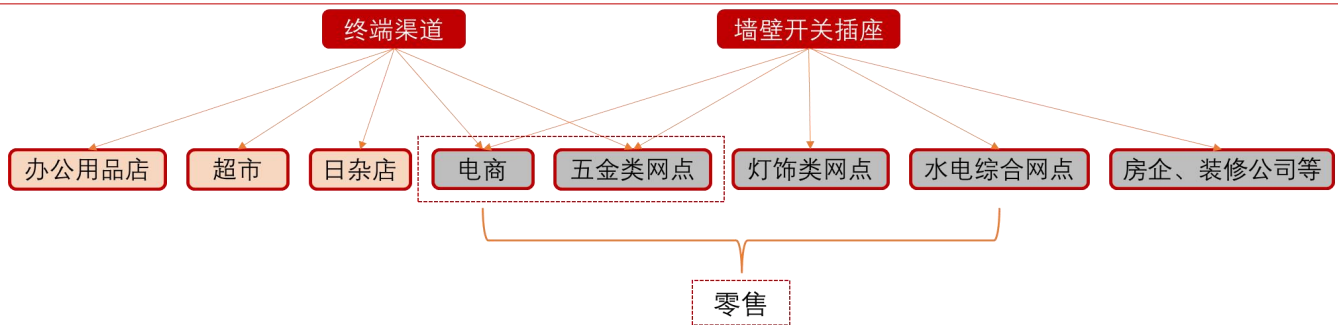 终端渠道
墙壁开关插座
办公用品店
超市
日杂店
电商
五金类网点
灯饰类网点
水电综合网点
房企、装修公司等
零售